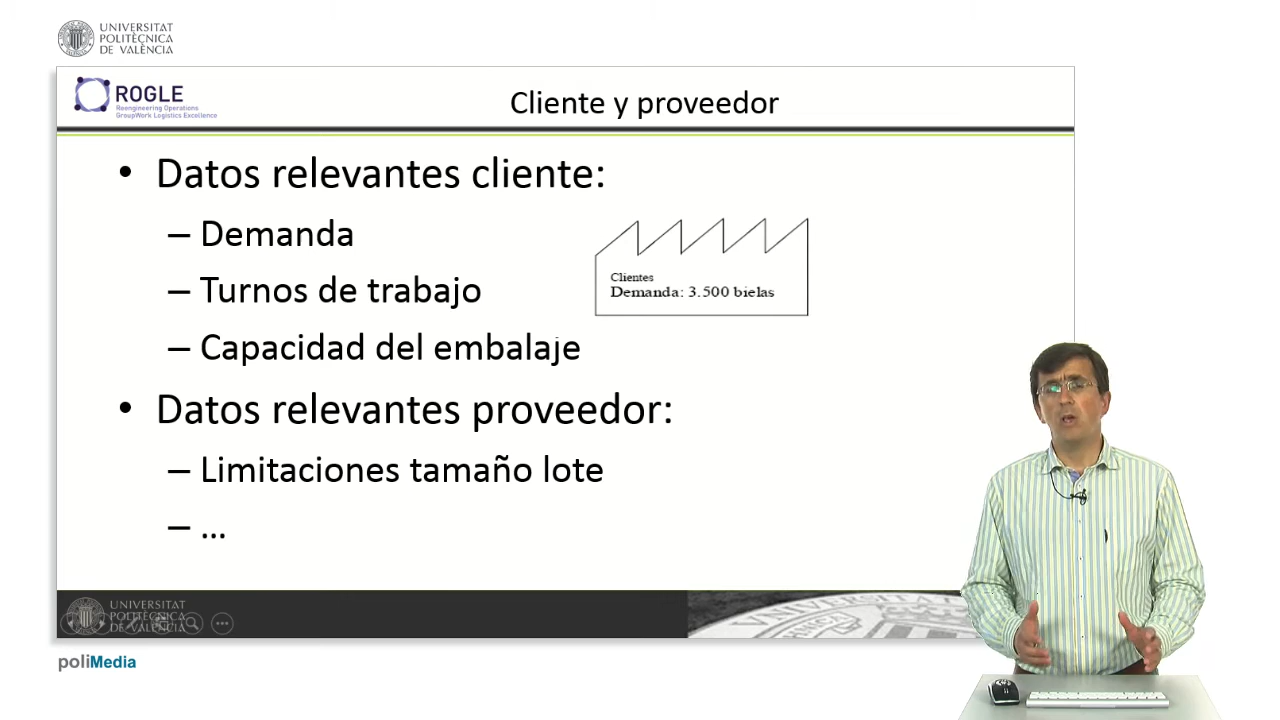 UNIVERSITAT
POLITÈCNICA
DE VALÈNCIA
ROGLE
Reengineering Operations
GroupWork Logistics Excellence
Cliente y proveedor
• Datos relevantes cliente:
– Demanda
– Turnos de trabajo
– Capacidad del embalaje
Clientes
Demanda: 3.500 bielas
• Datos relevantes proveedor:
– Limitaciones tamaño lote
– ...
UNIVERSITAT
POLITÈCNICA
DE VALÈNCIA
poliMedia